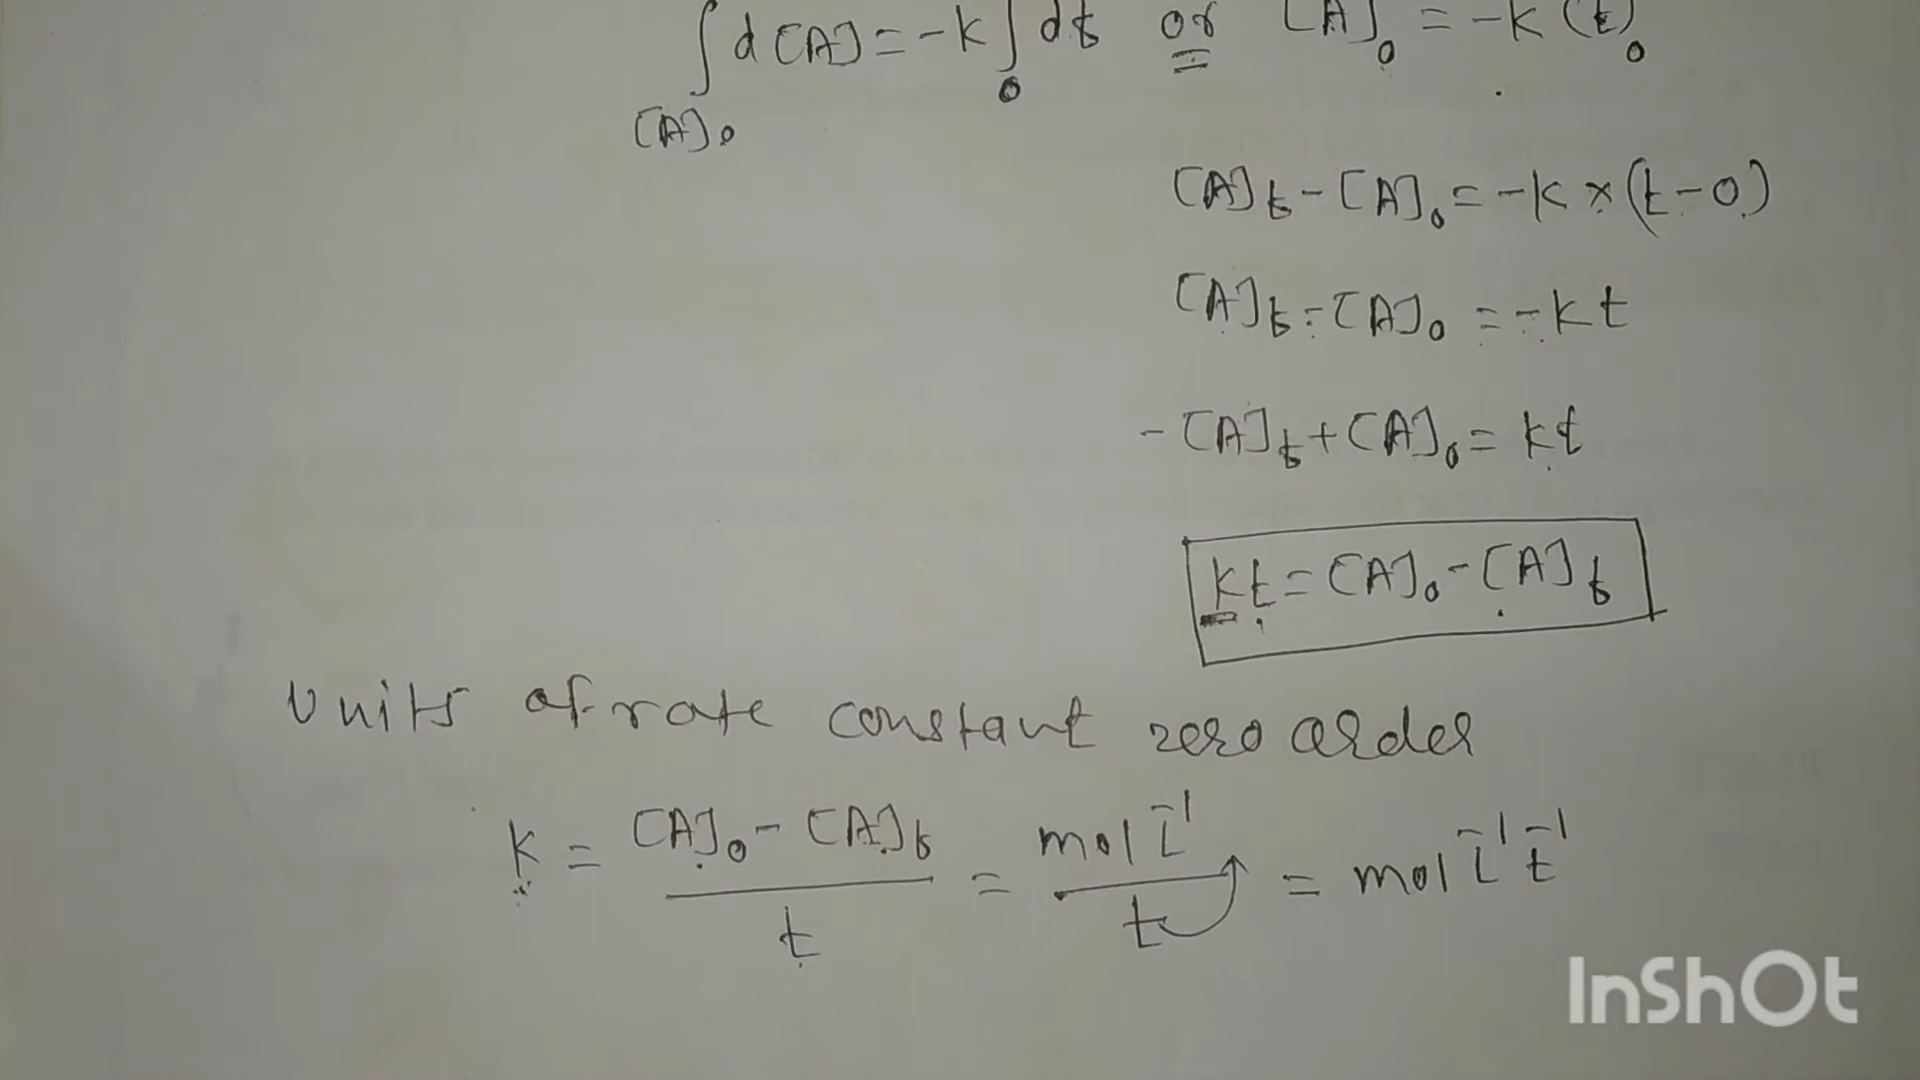 ∫ d[A] = -k ∫ dt or [A] = -k (t)
[A]₀ 0 0 0
[A]t - [A]₀ = -k × (t-0)
[A]t - [A]₀ = -kt
-[A]t + [A]₀ = kt
kt = [A]₀ - [A]t
Units of rate constant zero order
k = [A]₀ - [A]t / t = mol L⁻¹ / t = mol L⁻¹ t⁻¹
InShOt